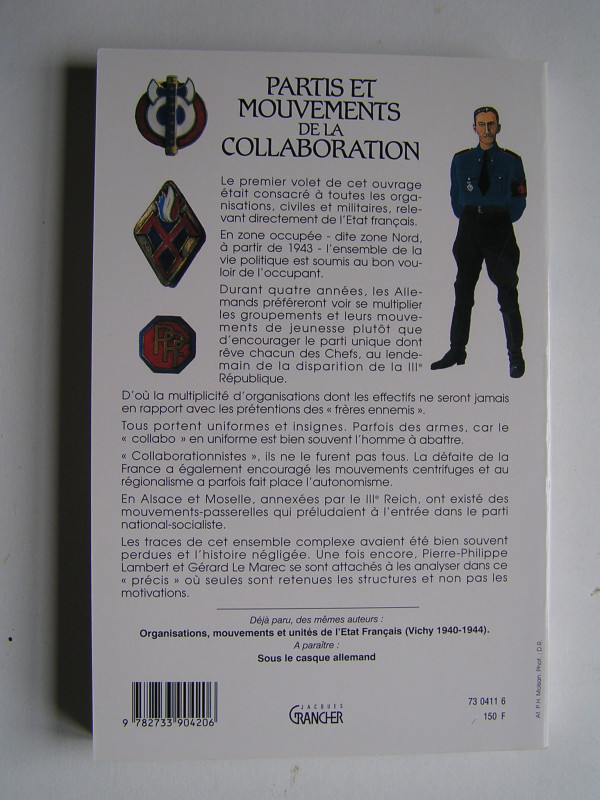 PARTIS ET
MOUVEMENTS
DE LA
COLLABORATION
Le premier volet de cet ouvrage
était consacré à toutes les orga-
nisations, civiles et militaires, rele-
vant directement de l'Etat français.
En zone occupée - dite zone Nord,
à partir de 1943 - l'ensemble de la
vie politique est soumis au bon vou-
loir de l'occupant.
Durant quatre années, les Alle-
mands préféreront voir se multiplier
les groupements et leurs mouve-
ments de jeunesse plutôt que
d'encourager le parti unique dont
rêve chacun des Chefs, au lende-
main de la disparition de la IIIe
République.
D'où la multiplicité d'organisations dont les effectifs ne seront jamais
en rapport avec les prétentions des « frères ennemis ».
Tous portent uniformes et insignes. Parfois des armes, car le
« collabo » en uniforme est bien souvent l'homme à abattre.
« Collaborationnistes », ils ne le furent pas tous. La défaite de la
France a également encouragé les mouvements centrifuges et au
régionalisme a parfois fait place l'autonomisme.
En Alsace et Moselle, annexées par le IIIe Reich, ont existé des
mouvements-passerelles qui préludaient à l'entrée dans le parti
national-socialiste.
Les traces de cet ensemble complexe avaient été bien souvent
perdues et l'histoire négligée. Une fois encore, Pierre-Philippe
Lambert et Gérard Le Marec se sont attachés à les analyser dans ce
« précis » où seules sont retenues les structures et non pas les
motivations.
Déjà paru, des mêmes auteurs :
Organisations, mouvements et unités de l'Etat Français (Vichy 1940-1944).
A paraître :
Sous le casque allemand
9 782733 904206
JACQUES
GRANCHER
73 0411 6
150 F
At. P.H. Moisan. Phot. : D.R.